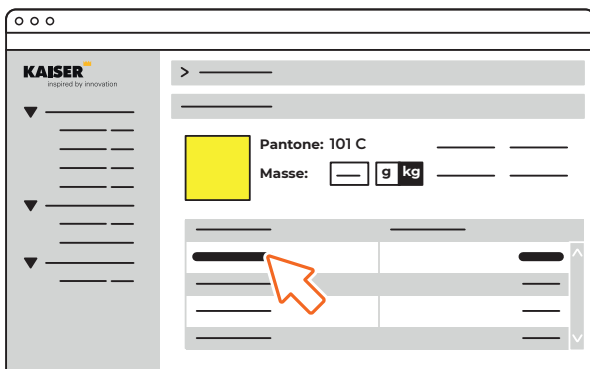 KAISER
inspired by innovation
Pantone: 101 C
Masse: g kg